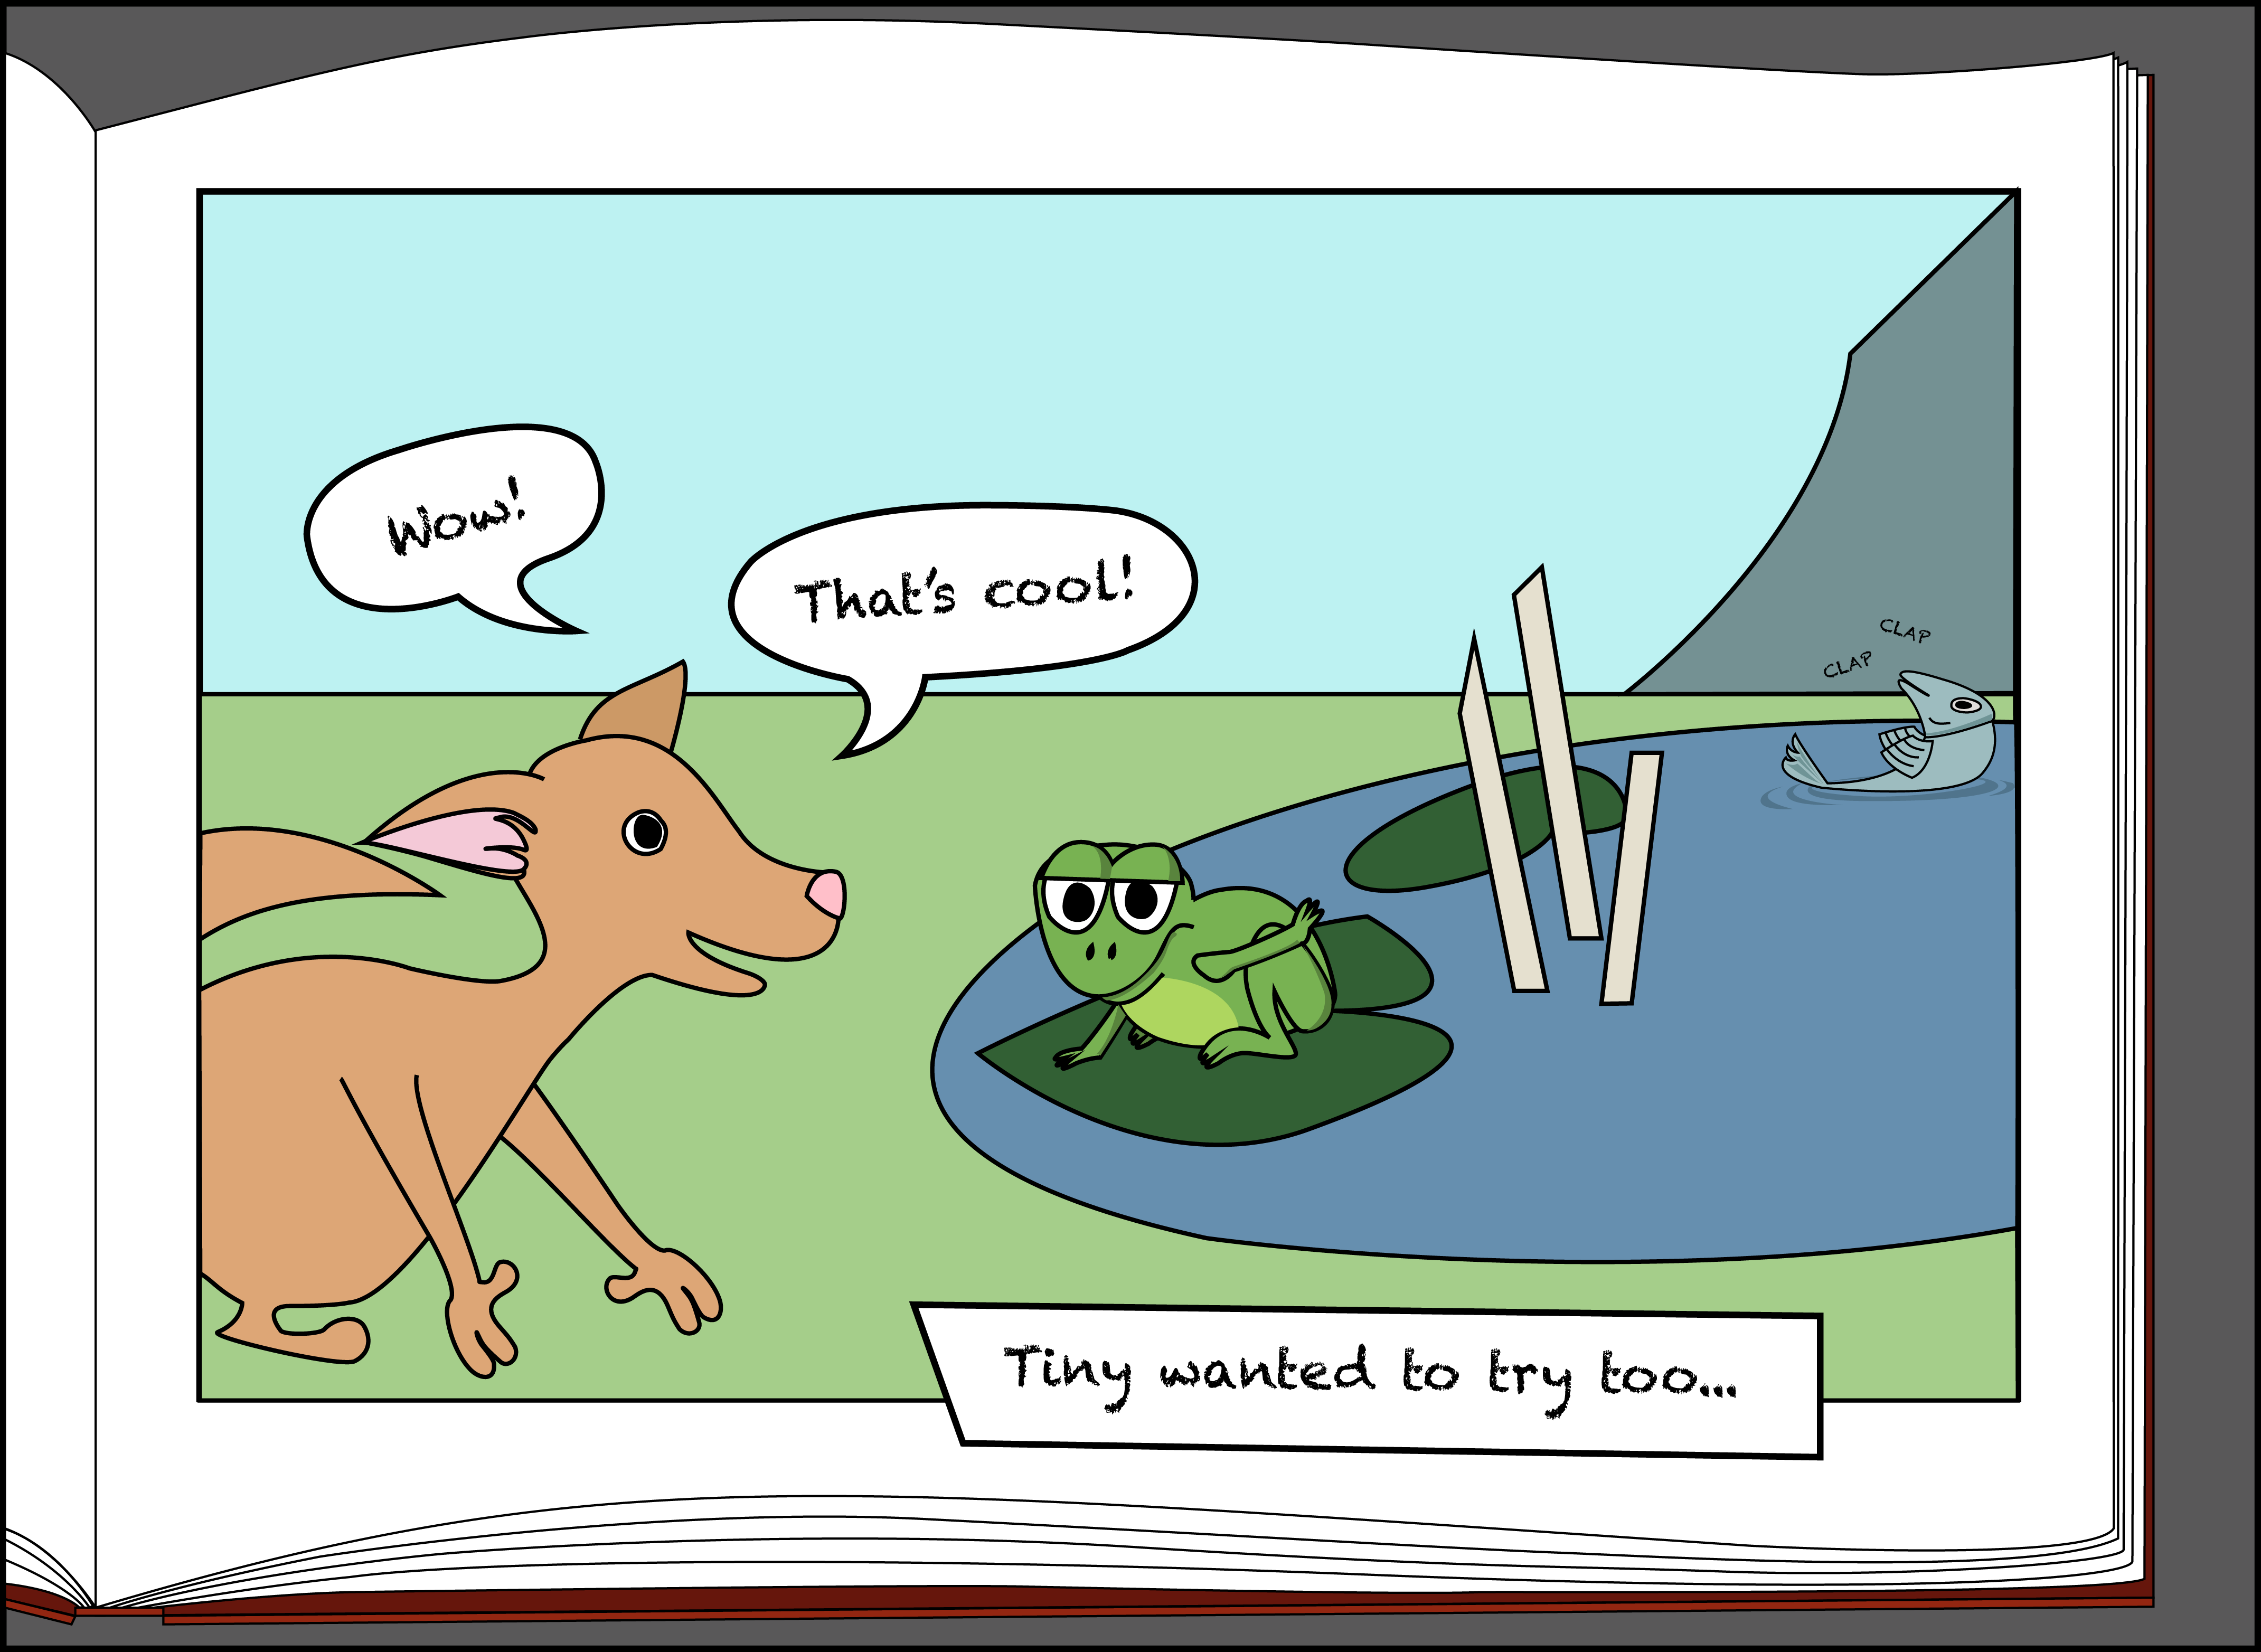 Wow!
That's cool!
CLAP
CLAP
Tiny wanted to try too...